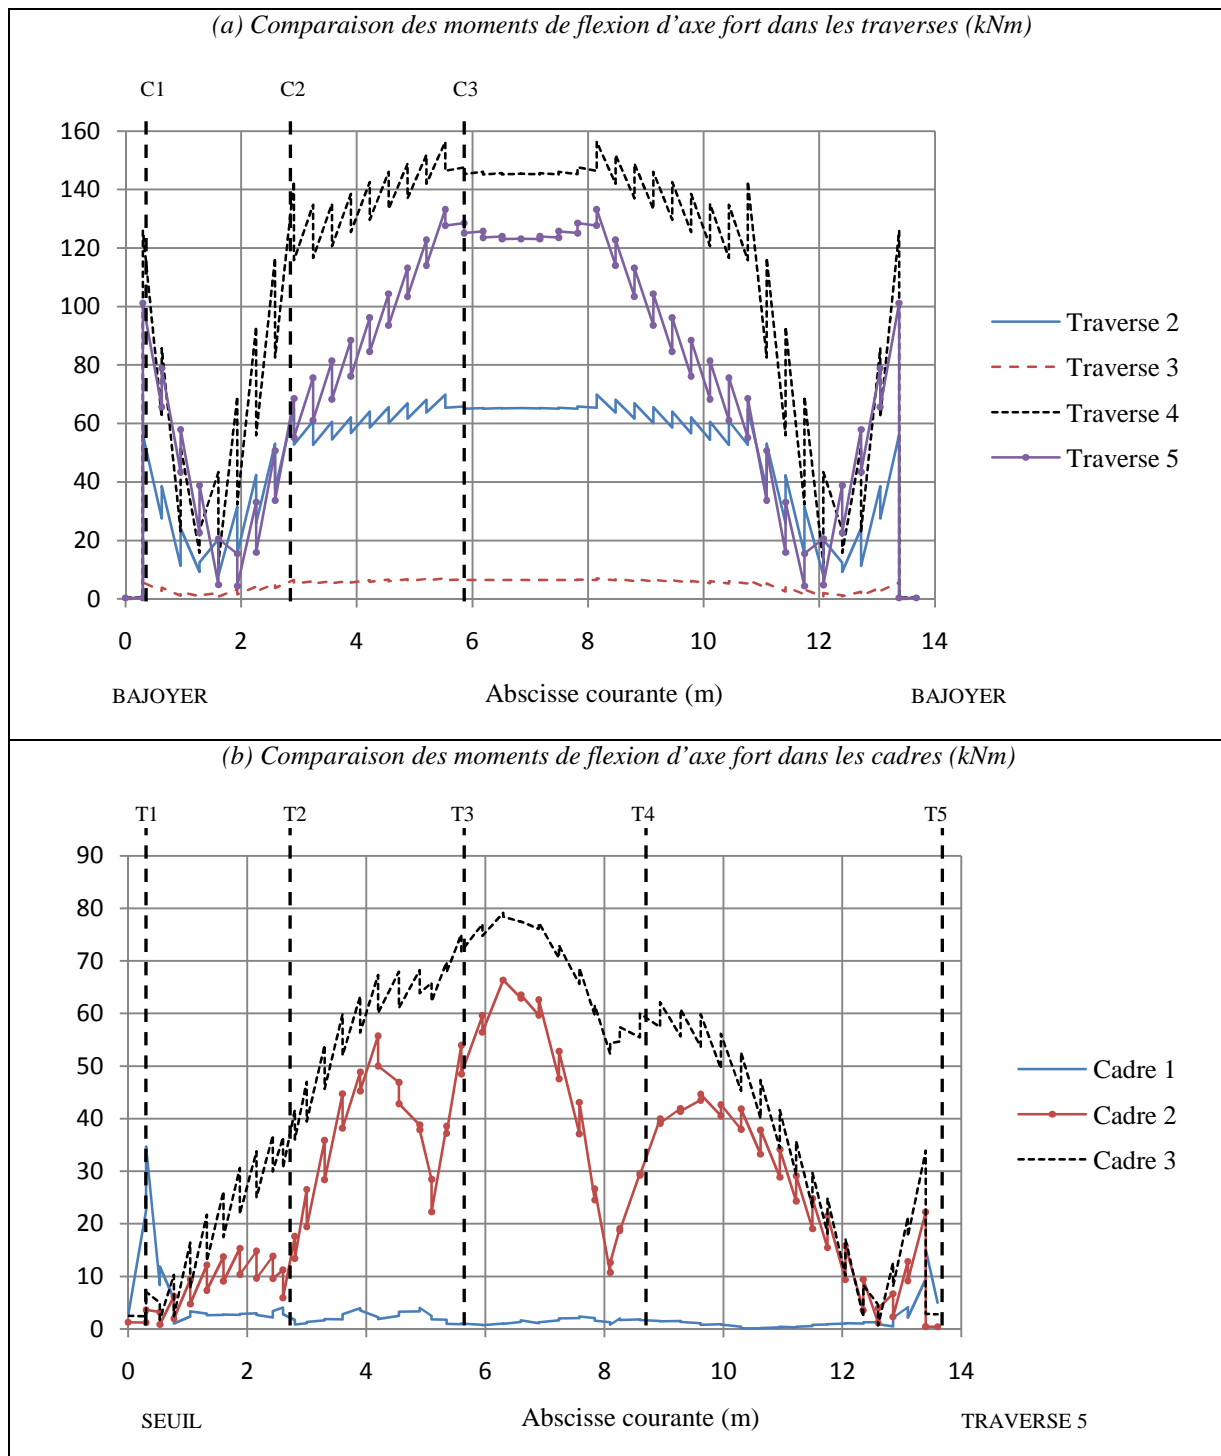 (a) Comparaison des moments de flexion d'axe fort dans les traverses (kNm)
C1 C2 C3
160
140
120
100
80
60
40
20
0
0 2 4 6 8 10 12 14
Traverse 2
Traverse 3
Traverse 4
Traverse 5
BAJOYER Abscisse courante (m) BAJOYER
(b) Comparaison des moments de flexion d'axe fort dans les cadres (kNm)
T1 T2 T3 T4 T5
90
80
70
60
50
40
30
20
10
0
0 2 4 6 8 10 12 14
Cadre 1
Cadre 2
Cadre 3
SEUIL Abscisse courante (m) TRAVERSE 5